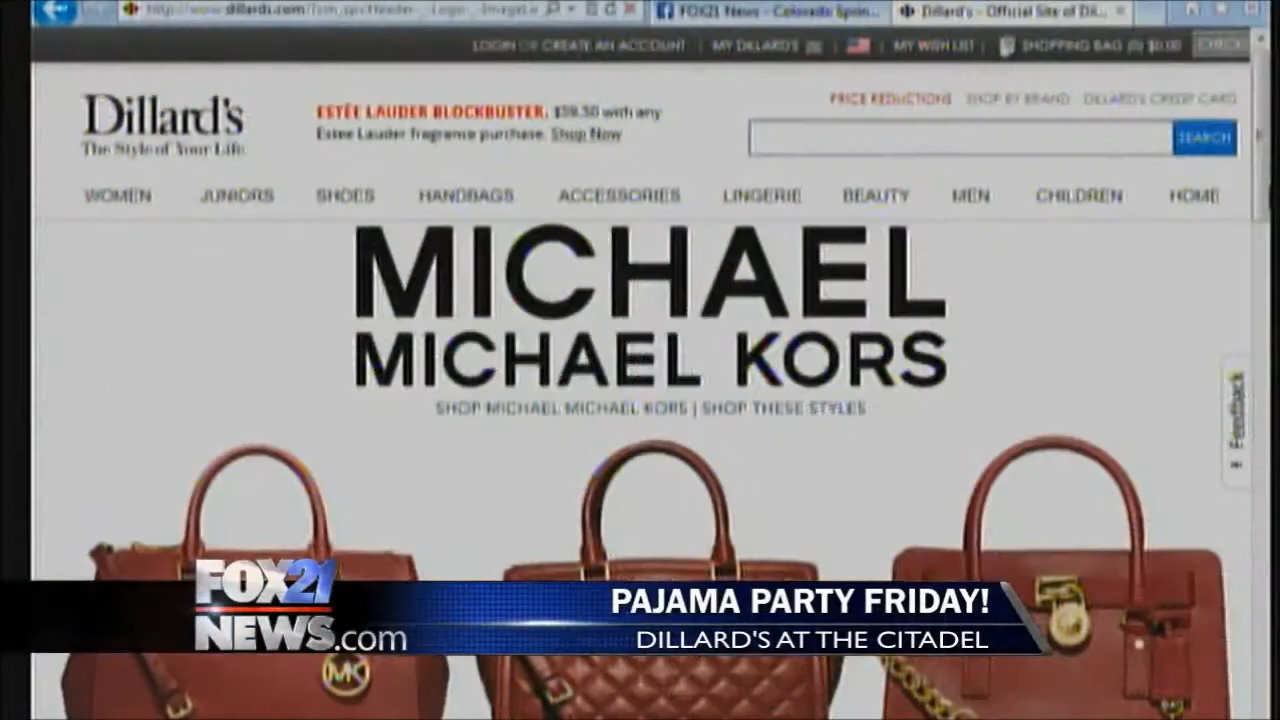 FOX21 News - Colorado Sprin...
Dillard's - Official Site of Dil...
LOGIN OR CREATE AN ACCOUNT | MY DILLARD'S | MY WISH LIST | SHOPPING BAG (0) $0.00
Dillard's
The Style of Your Life.
ESTÉE LAUDER BLOCKBUSTER, $59.50 with any
Estée Lauder fragrance purchase. Shop Now
PRICE REDUCTIONS SHOP BY BRAND DILLARD'S CREDIT CARD
SEARCH
WOMEN JUNIORS SHOES HANDBAGS ACCESSORIES LINGERIE BEAUTY MEN CHILDREN HOME
MICHAEL
MICHAEL KORS
SHOP MICHAEL MICHAEL KORS | SHOP THESE STYLES
Feedback
FOX21
NEWS.com
PAJAMA PARTY FRIDAY!
DILLARD'S AT THE CITADEL
MK